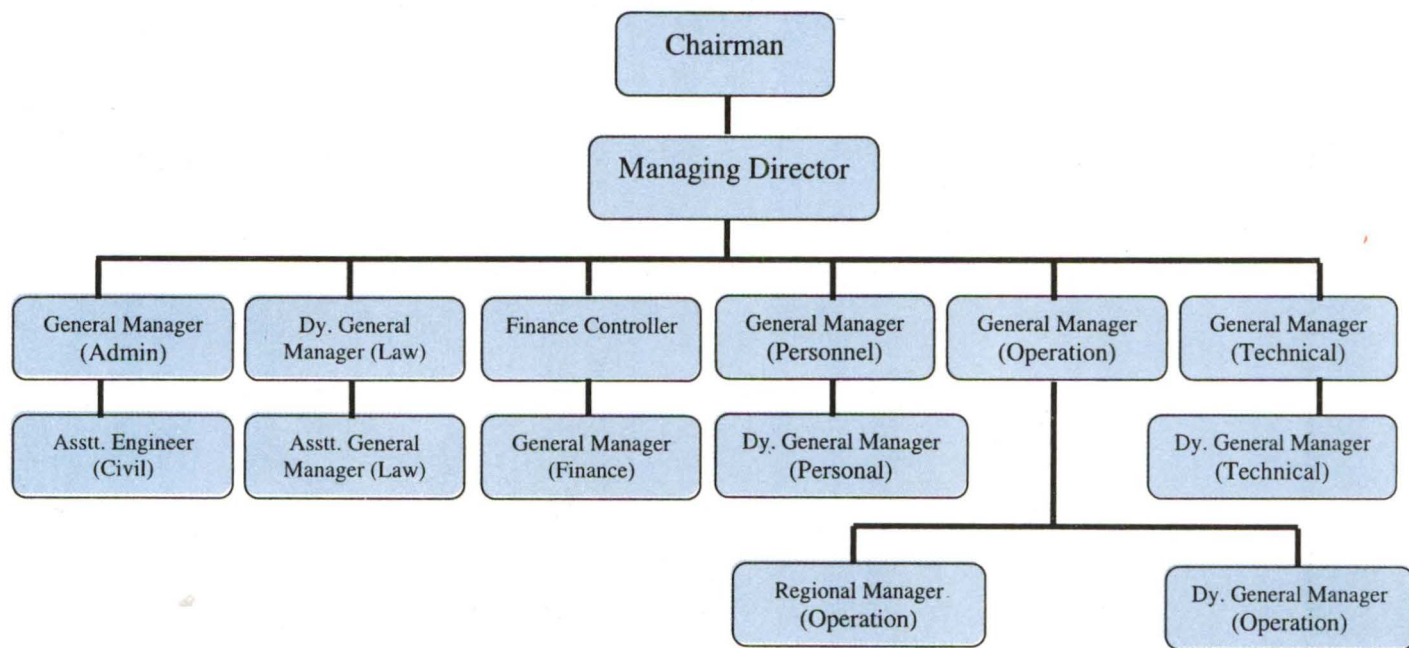 Chairman
Managing Director
General Manager
(Admin)
Dy. General
Manager (Law)
Finance Controller
General Manager
(Personnel)
General Manager
(Operation)
General Manager
(Technical)
Asstt. Engineer
(Civil)
Asstt. General
Manager (Law)
General Manager
(Finance)
Dy. General Manager
(Personal)
Dy. General Manager
(Technical)
Regional Manager
(Operation)
Dy. General Manager
(Operation)